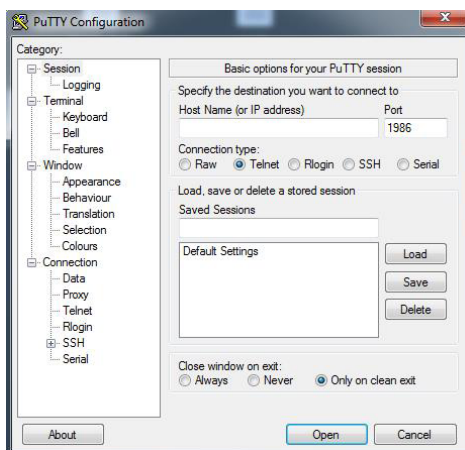 PuTTY Configuration
Category:
Session
Logging
Terminal
Keyboard
Bell
Features
Window
Appearance
Behaviour
Translation
Selection
Colours
Connection
Data
Proxy
Telnet
Rlogin
SSH
Serial
Basic options for your PuTTY session
Specify the destination you want to connect to
Host Name (or IP address) Port
1986
Connection type:
Raw Telnet Rlogin SSH Serial
Load, save or delete a stored session
Saved Sessions
Default Settings
Load
Save
Delete
Close window on exit:
Always Never Only on clean exit
About Open Cancel